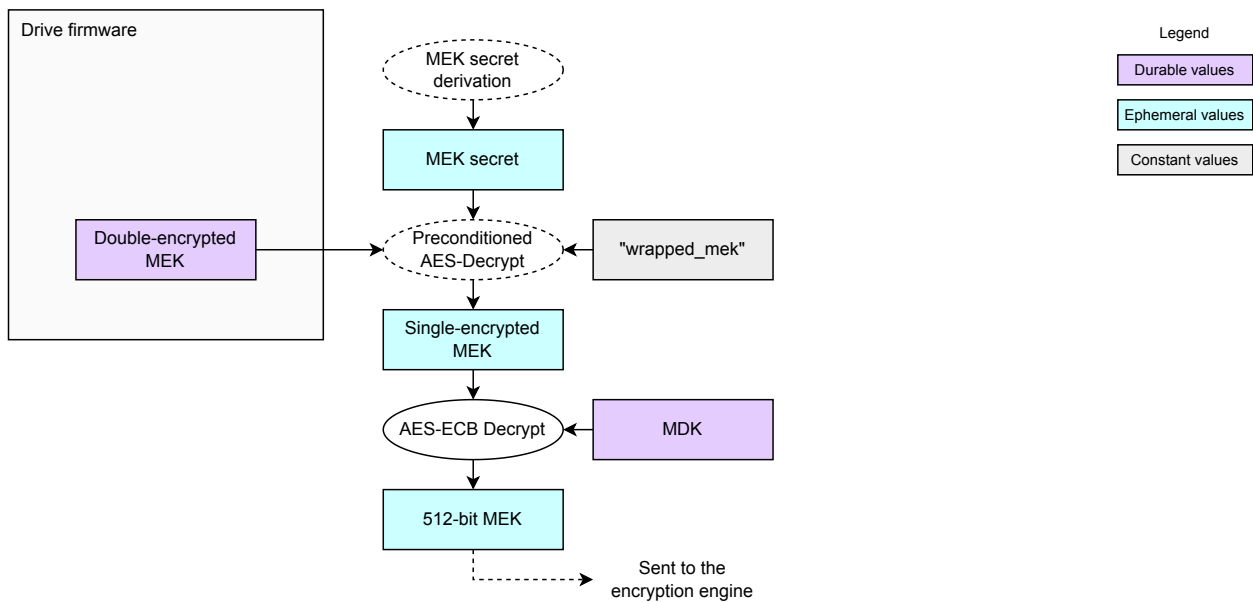 Drive firmware
MEK secret
derivation
MEK secret
Double-encrypted
MEK
Preconditioned
AES-Decrypt
"wrapped_mek"
Single-encrypted
MEK
AES-ECB Decrypt
MDK
512-bit MEK
Sent to the
encryption engine
Legend
Durable values
Ephemeral values
Constant values